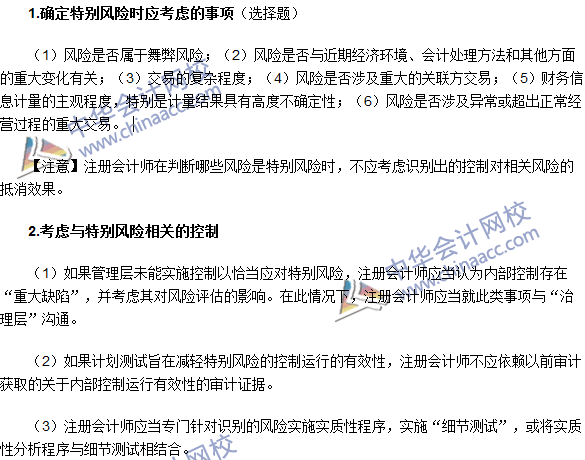 1.确定特别风险时应考虑的事项（选择题）
（1）风险是否属于舞弊风险；（2）风险是否与近期经济环境、会计处理方法和其他方面
的重大变化有关；（3）交易的复杂程度；（4）风险是否涉及重大的关联方交易；（5）财务信
息计量的主观程度，特别是计量结果具有高度不确定性；（6）风险是否涉及异常或超出正常经
营过程的重大交易。
【注意】注册会计师在判断哪些风险是特别风险时，不应考虑识别出的控制对相关风险的
抵消效果。
2.考虑与特别风险相关的控制
（1）如果管理层未能实施控制以恰当应对特别风险，注册会计师应当认为内部控制存在
“重大缺陷”，并考虑其对风险评估的影响。在此情况下，注册会计师应当就此类事项与“治
理层”沟通。
（2）如果计划测试旨在减轻特别风险的控制运行的有效性，注册会计师不应依赖以前审计
获取的关于内部控制运行有效性的审计证据。
（3）注册会计师应当专门针对识别的风险实施实质性程序，实施“细节测试”，或将实质
性分析程序与细节测试相结合。
中华会计网校
www.chinaacc.com
中华会计网校
www.chinaacc.com